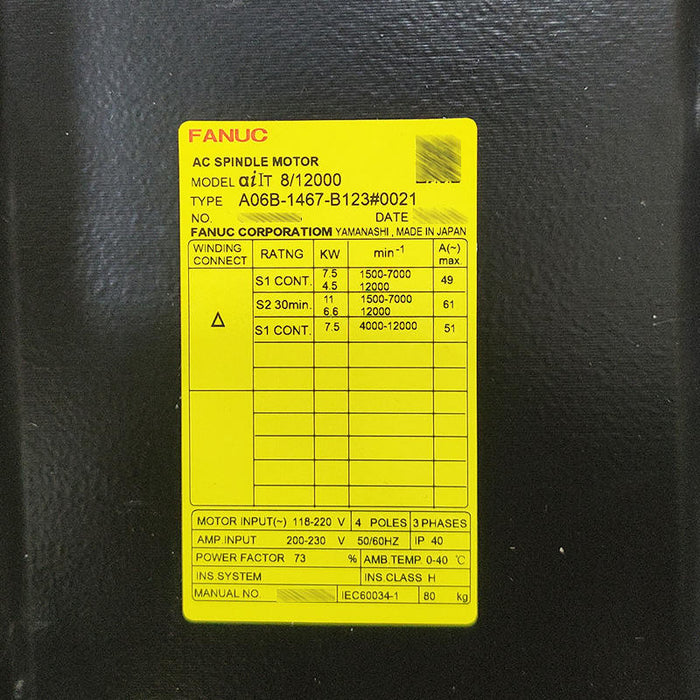 FANUC
AC SPINDLE MOTOR
MODEL αiIT 8/12000
TYPE A06B-1467-B123#0021
NO. DATE
FANUC CORPORATIOM YAMANASHI , MADE IN JAPAN
WINDING CONNECT RATNG KW min⁻¹ A(~) max.
Δ
S1 CONT. 7.5 1500-7000 49
4.5 12000
S2 30min. 11 1500-7000 61
6.6 12000
S1 CONT. 7.5 4000-12000 51
MOTOR INPUT(~) 118-220 V 4 POLES 3 PHASES
AMP.INPUT 200-230 V 50/60HZ IP 40
POWER FACTOR 73 % AMB.TEMP. 0-40 ℃
INS.SYSTEM INS.CLASS H
MANUAL NO. IEC60034-1 80 kg